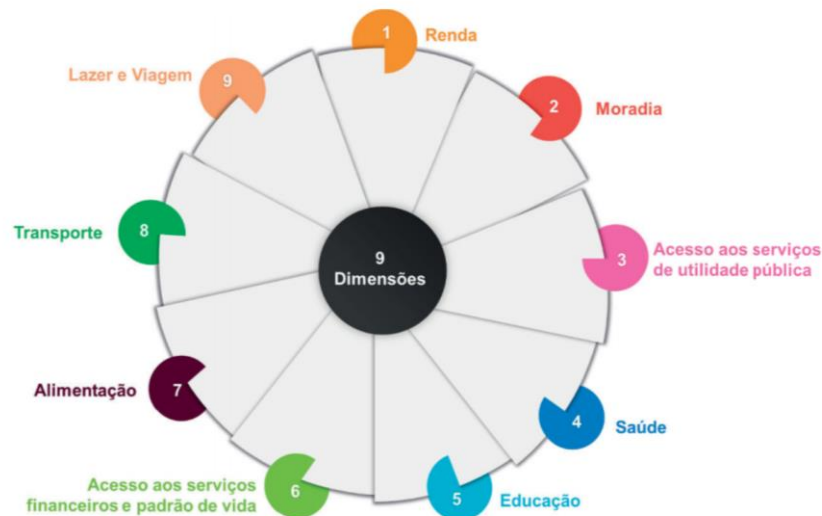 1
Renda
2
Moradia
3
Acesso aos serviços
de utilidade pública
4
Saúde
5
Educação
6
Acesso aos serviços
financeiros e padrão de vida
7
Alimentação
8
Transporte
9
Lazer e Viagem
9
Dimensões